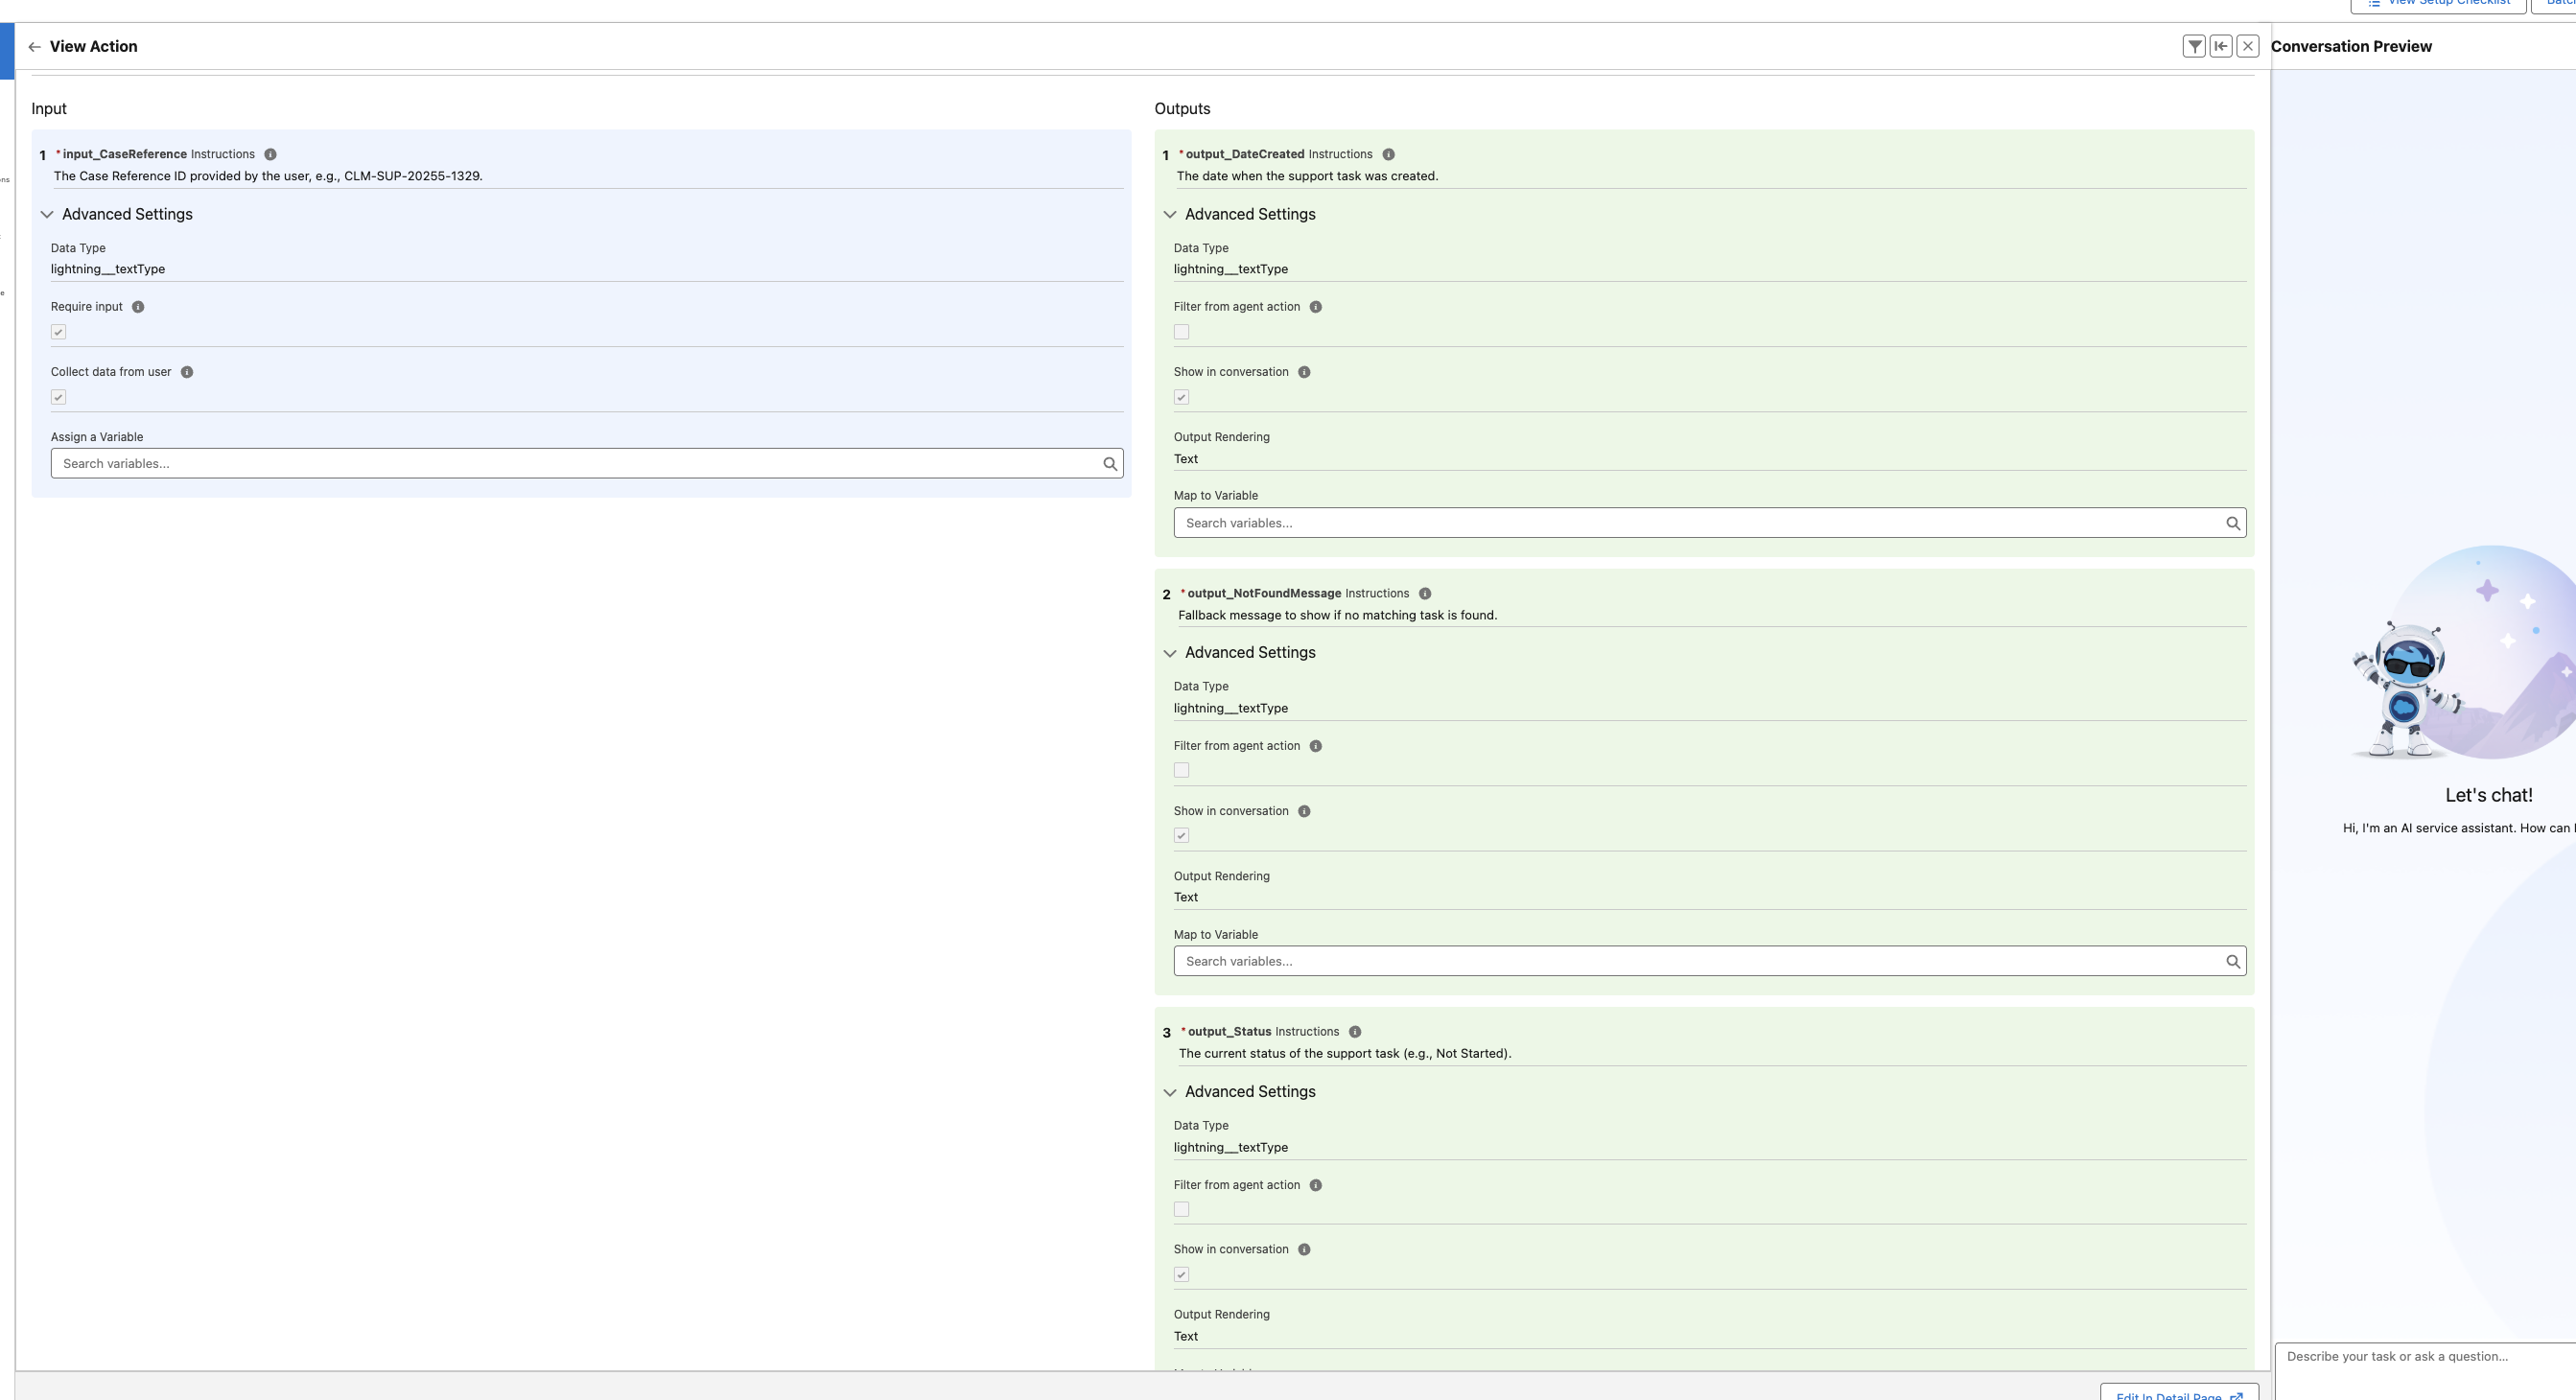 View Setup Checklist
Batch
View Action
Conversation Preview
Input
1 *input_CaseReference Instructions
The Case Reference ID provided by the user, e.g., CLM-SUP-20255-1329.
Advanced Settings
Data Type
lightning__textType
Require input
Collect data from user
Assign a Variable
Search variables...
Outputs
1 *output_DateCreated Instructions
The date when the support task was created.
Advanced Settings
Data Type
lightning__textType
Filter from agent action
Show in conversation
Output Rendering
Text
Map to Variable
Search variables...
2 *output_NotFoundMessage Instructions
Fallback message to show if no matching task is found.
Advanced Settings
Data Type
lightning__textType
Filter from agent action
Show in conversation
Output Rendering
Text
Map to Variable
Search variables...
3 *output_Status Instructions
The current status of the support task (e.g., Not Started).
Advanced Settings
Data Type
lightning__textType
Filter from agent action
Show in conversation
Output Rendering
Text
Edit In Detail Page
Let's chat!
Hi, I'm an AI service assistant. How can
Describe your task or ask a question...